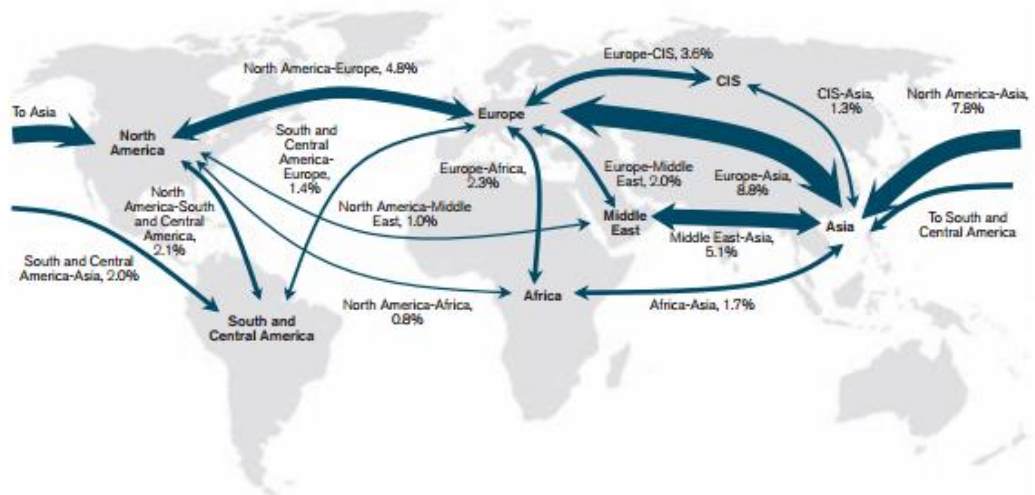 Europe-CIS, 3.6%
North America-Europe, 4.8%
CIS
CIS-Asia,
1.3%
North America-Asia,
7.8%
To Asia
Europe
North
America
South and
Central
America-
Europe,
1.4%
Europe-Africa,
2.3%
Europe-Middle
East, 2.0%
Europe-Asia,
8.8%
North
America-South
and Central
America,
2.1%
North America-Middle
East, 1.0%
Middle
East
Asia
To South and
Central America
Middle East-Asia,
5.1%
South and Central
America-Asia, 2.0%
North America-Africa,
0.8%
Africa
Africa-Asia, 1.7%
South and
Central America